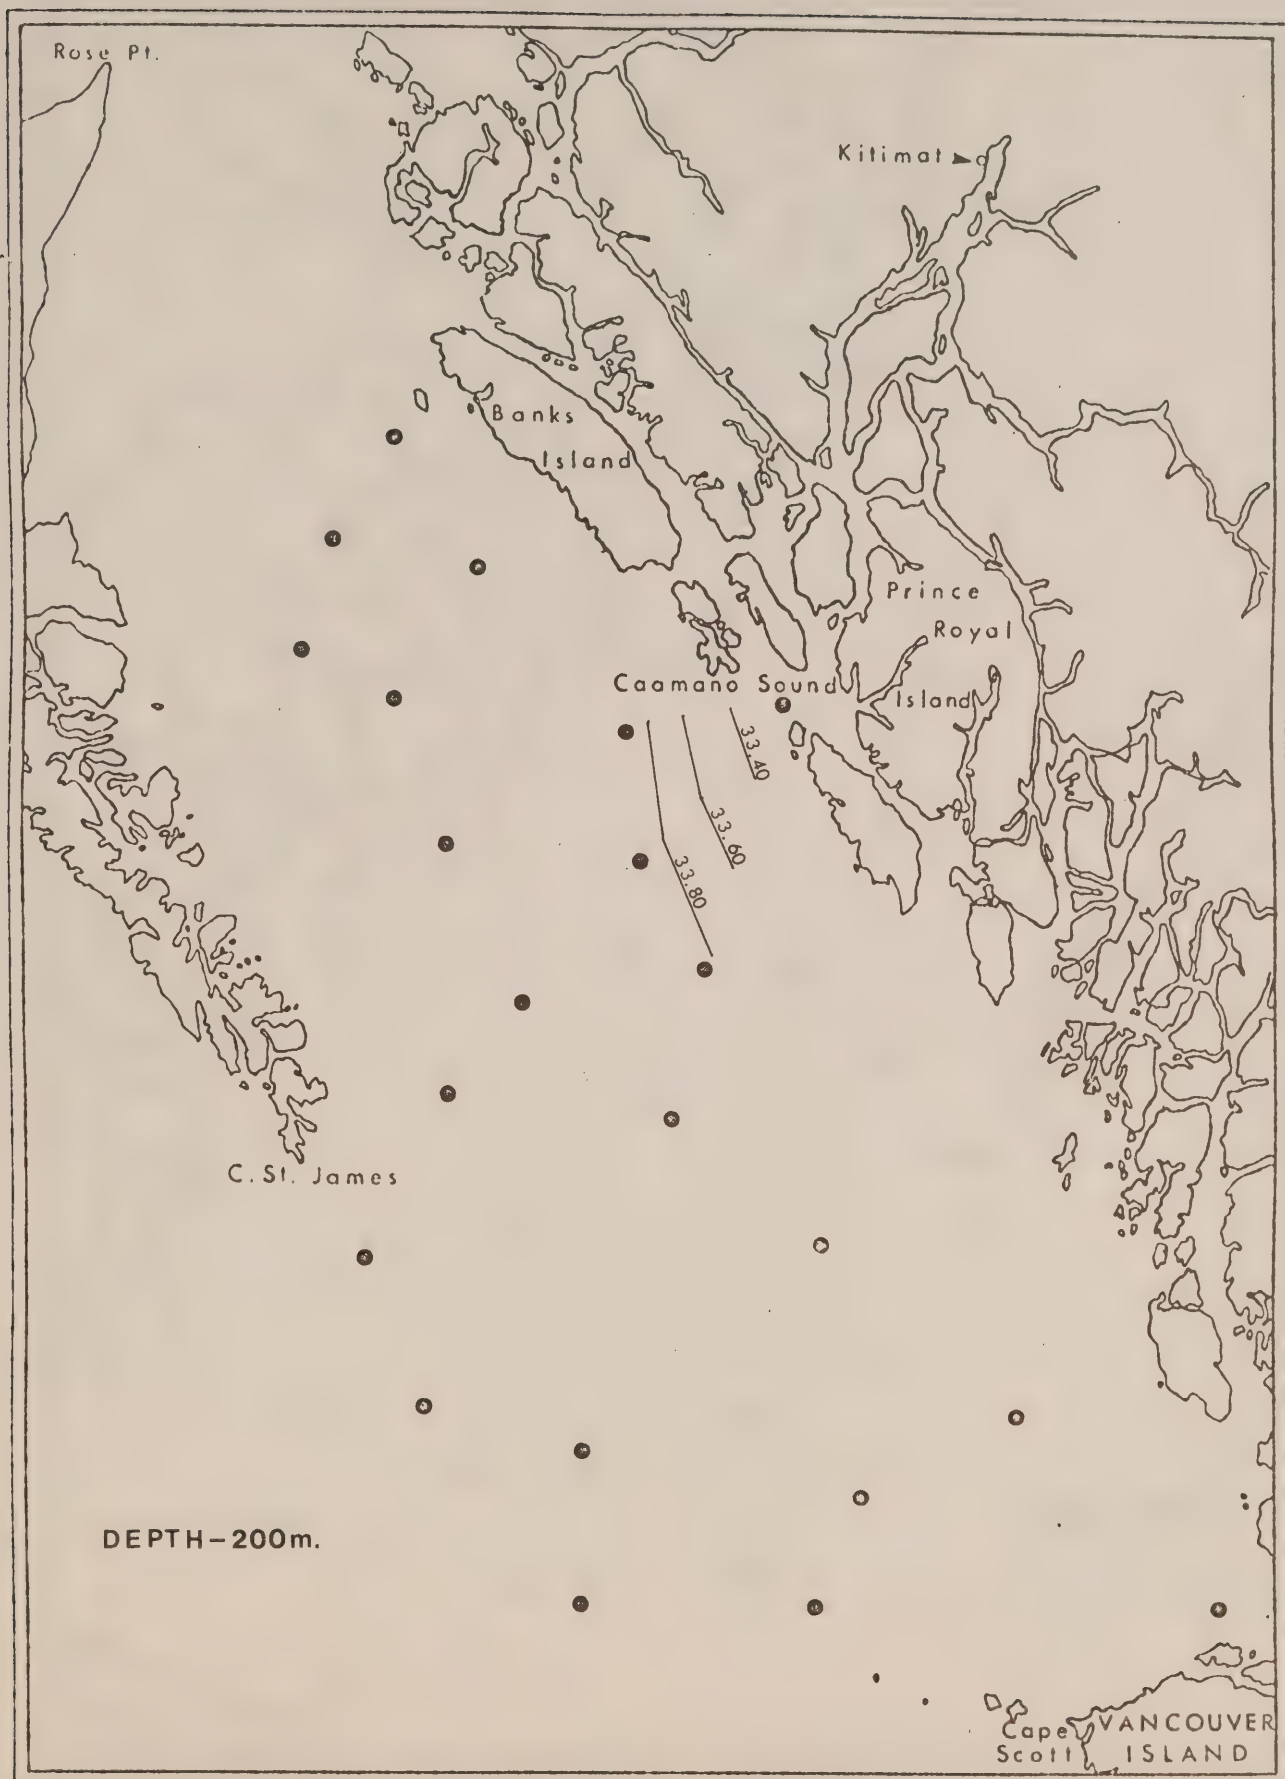 Rose Pt.
Kitimat
Banks
Island
Prince
Royal
Island
Caamano Sound
33.40
33.60
33.80
C. St. James
DEPTH-200m.
Cape
Scott
VANCOUVER
ISLAND